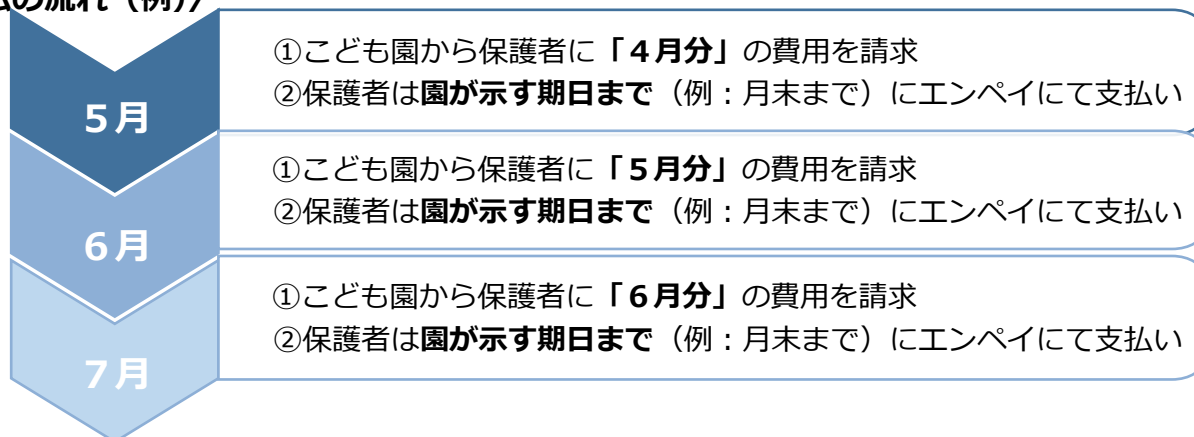 の流れ（例）
5月
①こども園から保護者に「４月分」の費用を請求
②保護者は園が示す期日まで（例：月末まで）にエンペイにて支払い
6月
①こども園から保護者に「５月分」の費用を請求
②保護者は園が示す期日まで（例：月末まで）にエンペイにて支払い
7月
①こども園から保護者に「６月分」の費用を請求
②保護者は園が示す期日まで（例：月末まで）にエンペイにて支払い